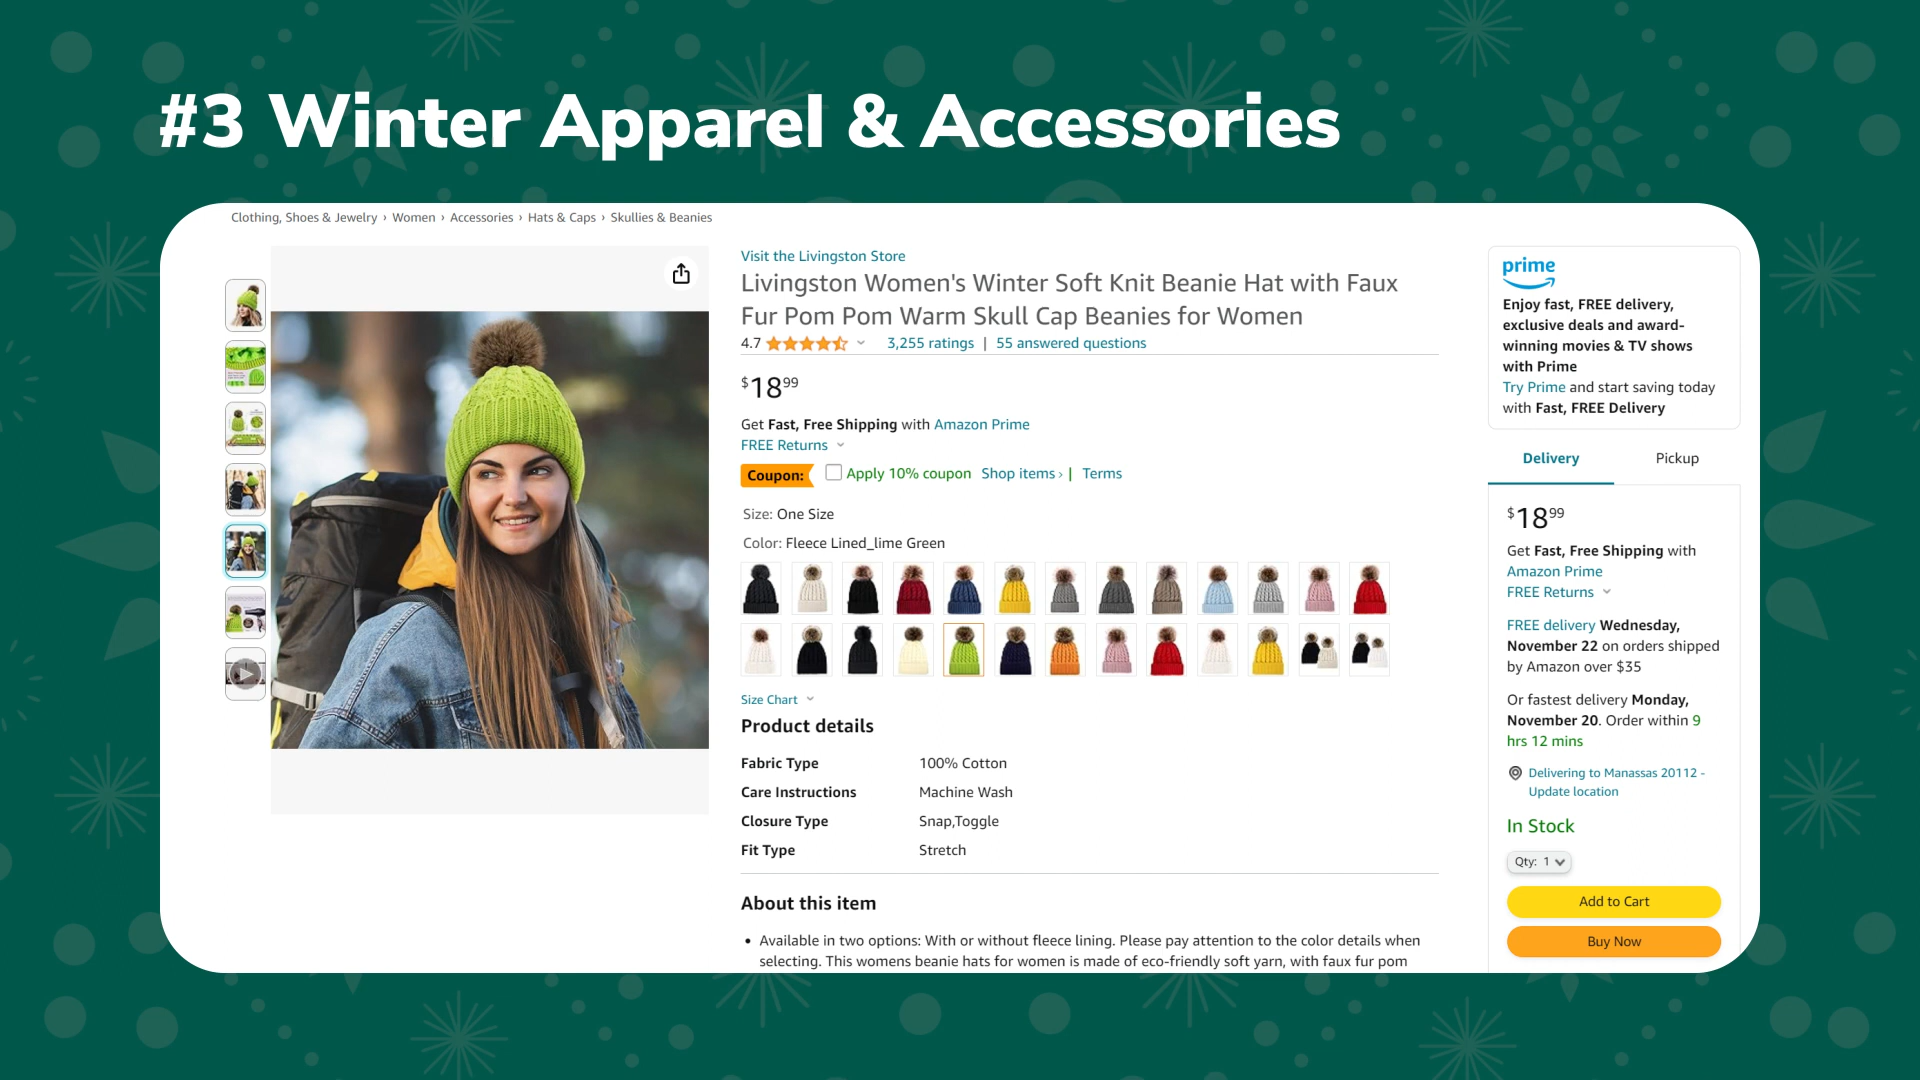 #3 Winter Apparel & Accessories
Clothing, Shoes & Jewelry › Women › Accessories › Hats & Caps › Skullies & Beanies
Visit the Livingston Store
Livingston Women's Winter Soft Knit Beanie Hat with Faux
Fur Pom Pom Warm Skull Cap Beanies for Women
4.7
3,255 ratings | 55 answered questions
$18 99
Get Fast, Free Shipping with Amazon Prime
FREE Returns
Coupon: Apply 10% coupon Shop items › | Terms
Size: One Size
Color: Fleece Lined_lime Green
Size Chart
Product details
Fabric Type 100% Cotton
Care Instructions Machine Wash
Closure Type Snap,Toggle
Fit Type Stretch
About this item
• Available in two options: With or without fleece lining. Please pay attention to the color details when
selecting. This womens beanie hats for women is made of eco-friendly soft yarn, with faux fur pom
prime
Enjoy fast, FREE delivery,
exclusive deals and award-
winning movies & TV shows
with Prime
Try Prime and start saving today
with Fast, FREE Delivery
Delivery Pickup
$18 99
Get Fast, Free Shipping with
Amazon Prime
FREE Returns
FREE delivery Wednesday,
November 22 on orders shipped
by Amazon over $35
Or fastest delivery Monday,
November 20. Order within 9
hrs 12 mins
Delivering to Manassas 20112 -
Update location
In Stock
Qty: 1
Add to Cart
Buy Now